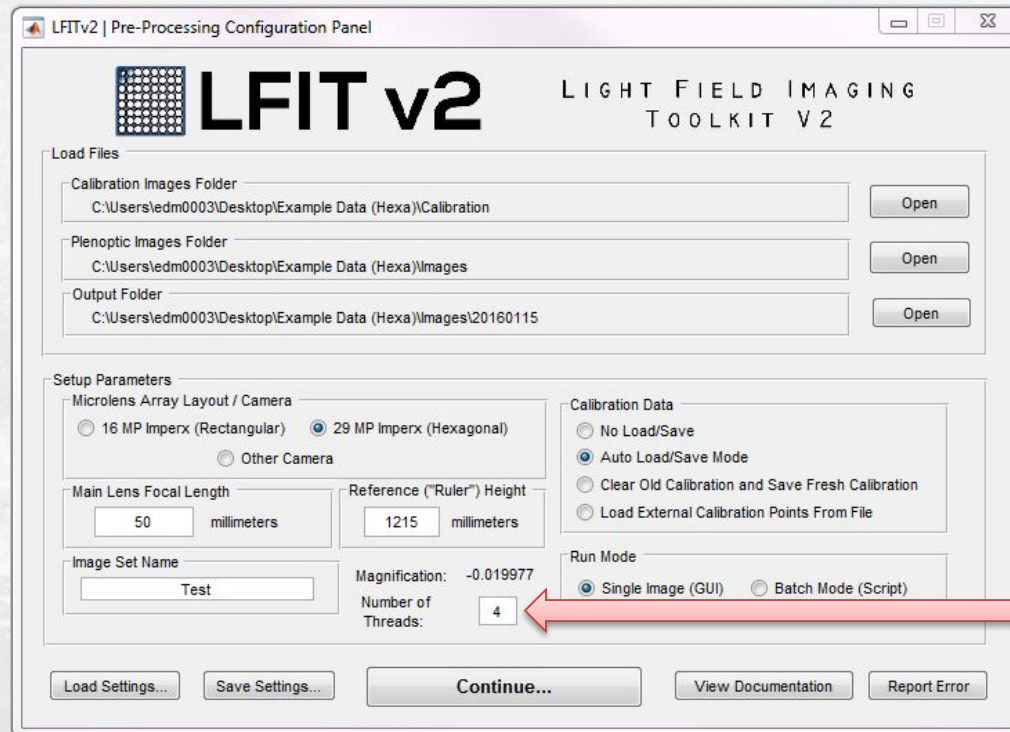 LFITv2 | Pre-Processing Configuration Panel
LFIT v2
LIGHT FIELD IMAGING
TOOLKIT V2
Load Files
Calibration Images Folder
C:\Users\edm0003\Desktop\Example Data (Hexa)\Calibration
Open
Plenoptic Images Folder
C:\Users\edm0003\Desktop\Example Data (Hexa)\Images
Open
Output Folder
C:\Users\edm0003\Desktop\Example Data (Hexa)\Images\20160115
Open
Setup Parameters
Microlens Array Layout / Camera
16 MP Imperx (Rectangular) 29 MP Imperx (Hexagonal)
Other Camera
Main Lens Focal Length
50 millimeters
Reference ("Ruler") Height
1215 millimeters
Image Set Name
Test
Magnification: -0.019977
Number of
Threads: 4
Calibration Data
No Load/Save
Auto Load/Save Mode
Clear Old Calibration and Save Fresh Calibration
Load External Calibration Points From File
Run Mode
Single Image (GUI) Batch Mode (Script)
Load Settings... Save Settings... Continue... View Documentation Report Error